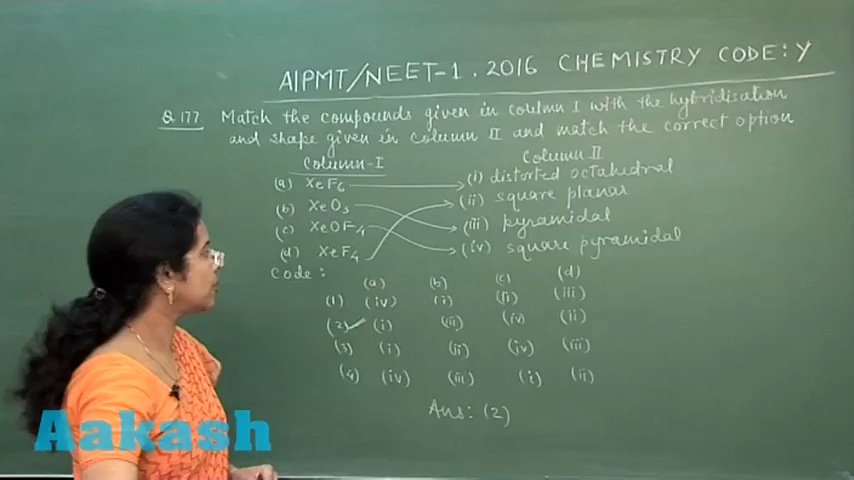 AIPMT/NEET-1, 2016 CHEMISTRY CODE: Y
Q 177. Match the compounds given in column I with the hybridisation
and shape given in column II and match the correct option
Column-I Column II
(a) XeF6 (i) distorted octahedral
(b) XeO3 (ii) square planar
(c) XeOF4 (iii) pyramidal
(d) XeF4 (iv) square pyramidal
Code:
(a) (b) (c) (d)
(1) (iv) (i) (ii) (iii)
(2) (i) (iii) (iv) (ii)
(3) (i) (ii) (iv) (iii)
(4) (iv) (iii) (i) (ii)
Ans: (2)
Aakash